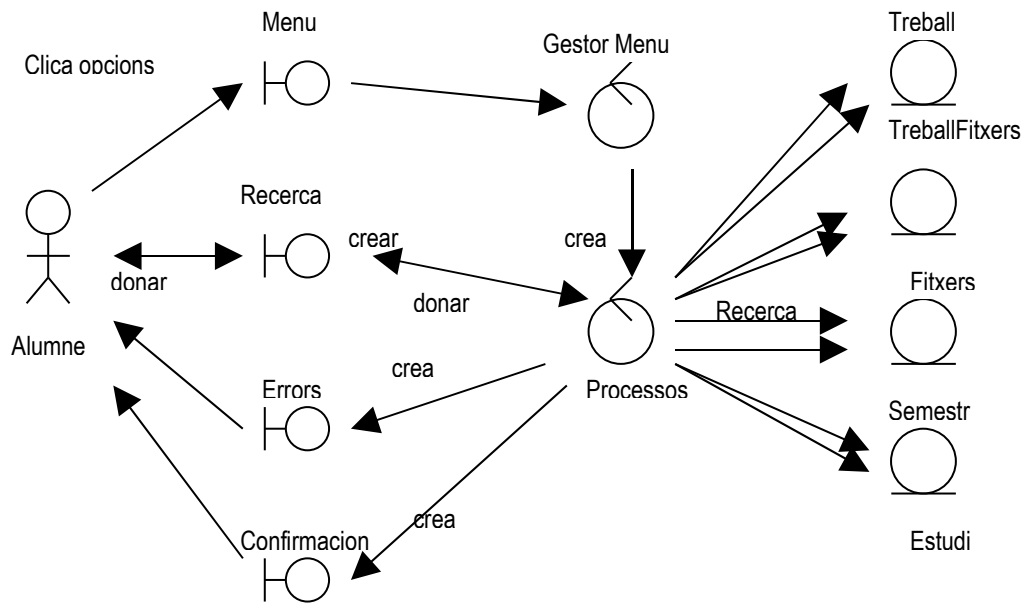 Menu
Treball
Gestor Menu
Clica opcions
TreballFitxers
Recerca
crear
crea
donar
donar
Fitxers
Recerca
Alumne
crea
Errors
Processos
Semestr
crea
Confirmacion
Estudi